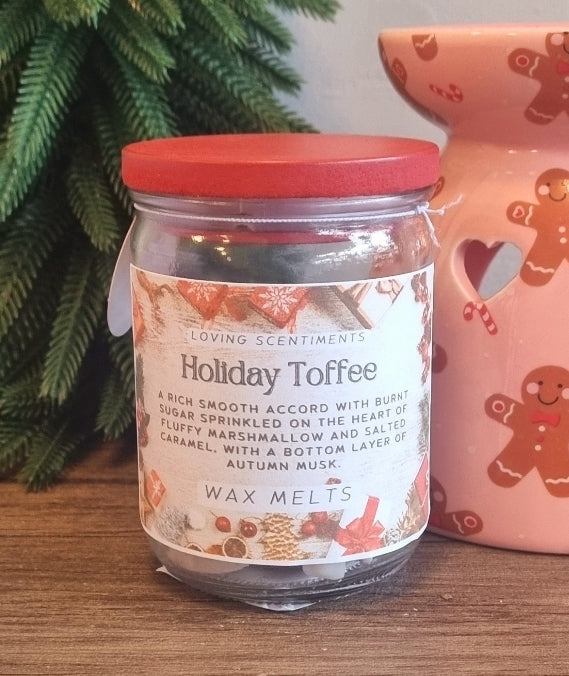 LOVING SCENTIMENTS
Holiday Toffee
A RICH SMOOTH ACCORD WITH BURNT
SUGAR SPRINKLED ON THE HEART OF
FLUFFY MARSHMALLOW AND SALTED
CARAMEL, WITH A BOTTOM LAYER OF
AUTUMN MUSK.
WAX MELTS